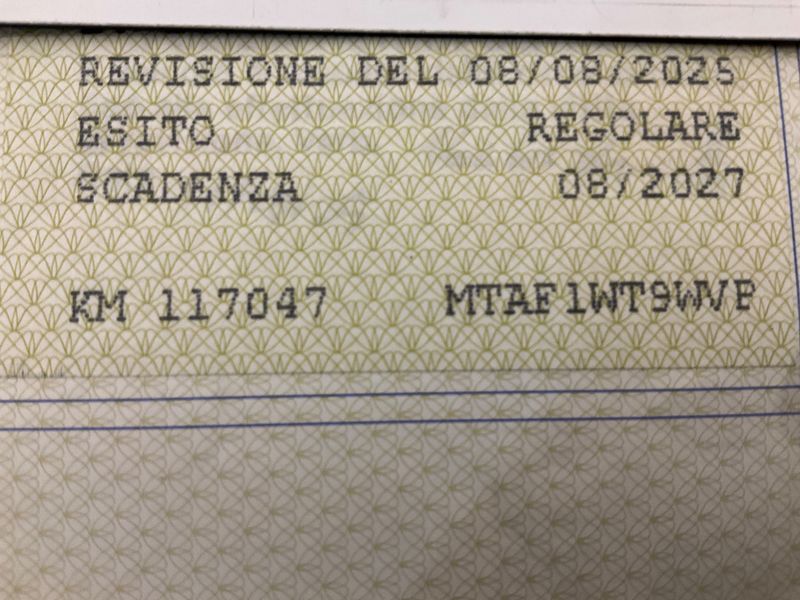 REVISIONE DEL 08/08/2025
ESITO REGOLARE
SCADENZA 08/2027
KM 117047 MTAF1WT9WVP